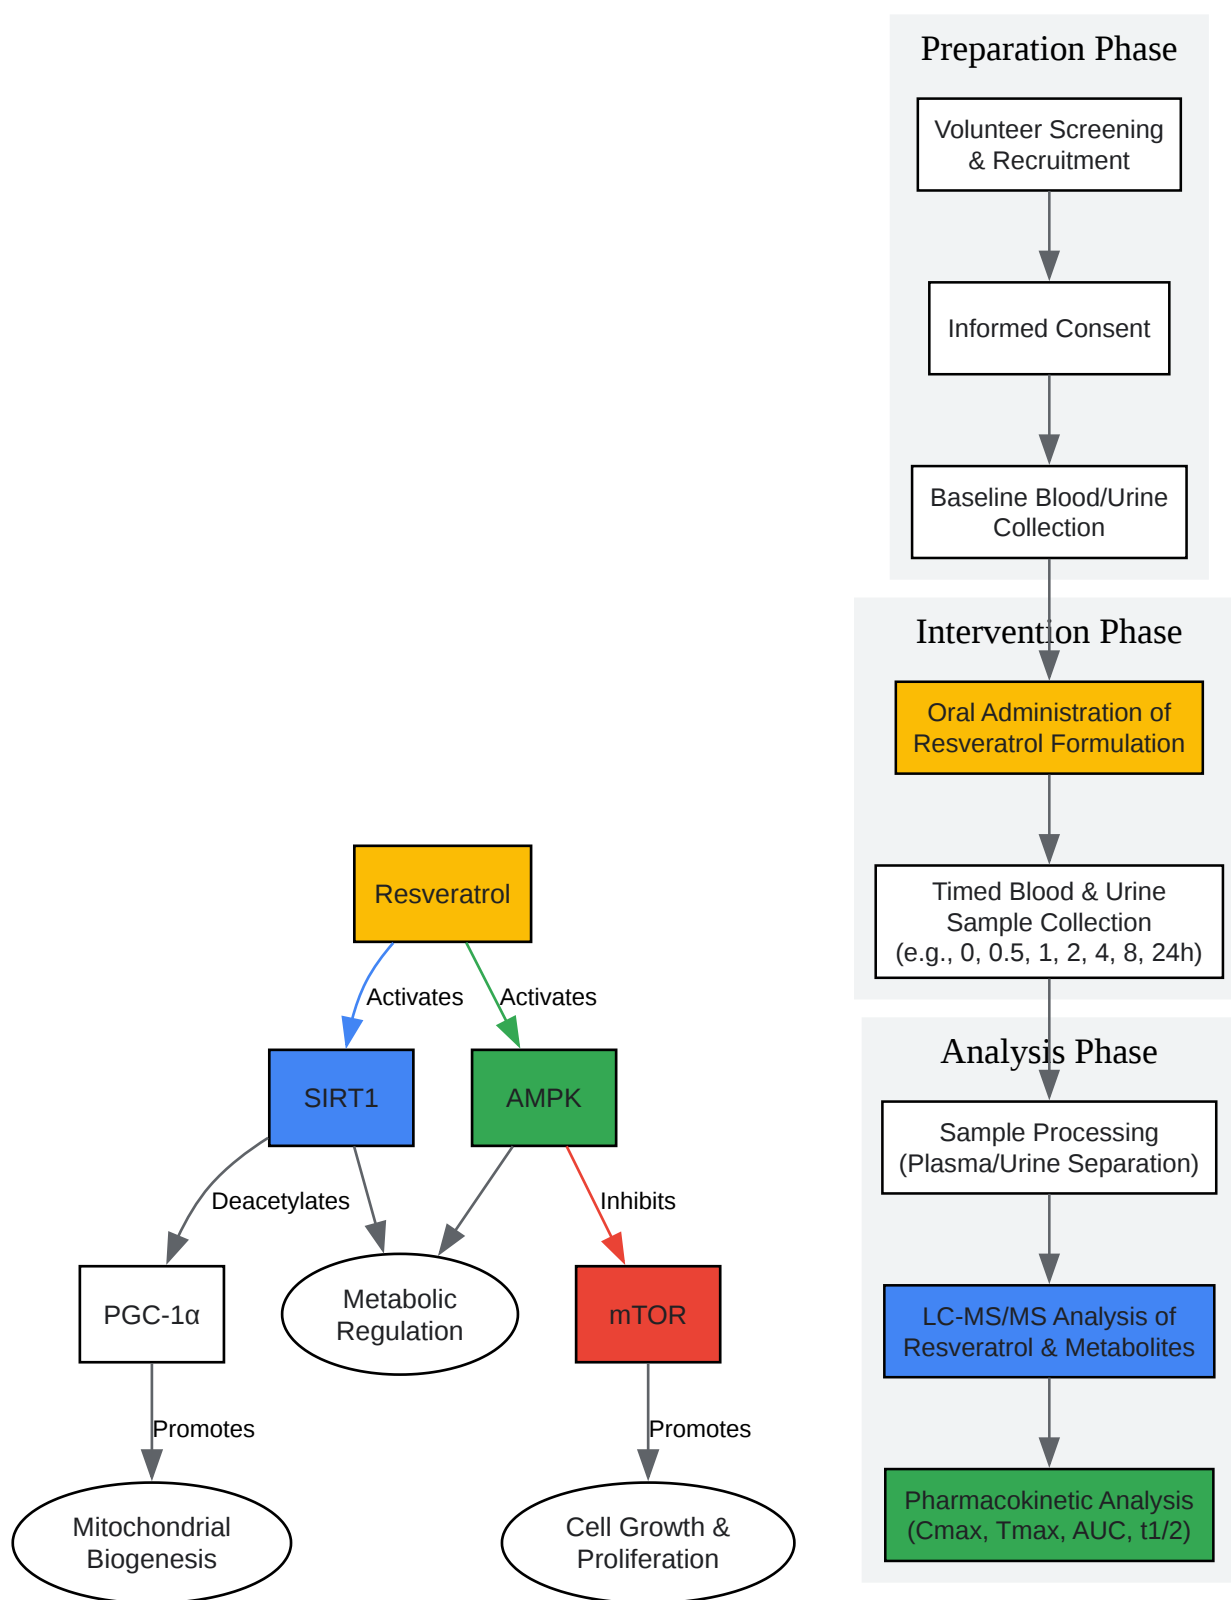 Preparation Phase
Volunteer Screening
& Recruitment
Informed Consent
Baseline Blood/Urine
Collection
Intervention Phase
Oral Administration of
Resveratrol Formulation
Timed Blood & Urine
Sample Collection
(e.g., 0, 0.5, 1, 2, 4, 8, 24h)
Analysis Phase
Sample Processing
(Plasma/Urine Separation)
LC-MS/MS Analysis of
Resveratrol & Metabolites
Pharmacokinetic Analysis
(Cmax, Tmax, AUC, t1/2)
Resveratrol
Activates
Activates
SIRT1
AMPK
Deacetylates
Inhibits
PGC-1α
Metabolic
Regulation
mTOR
Promotes
Promotes
Mitochondrial
Biogenesis
Cell Growth &
Proliferation